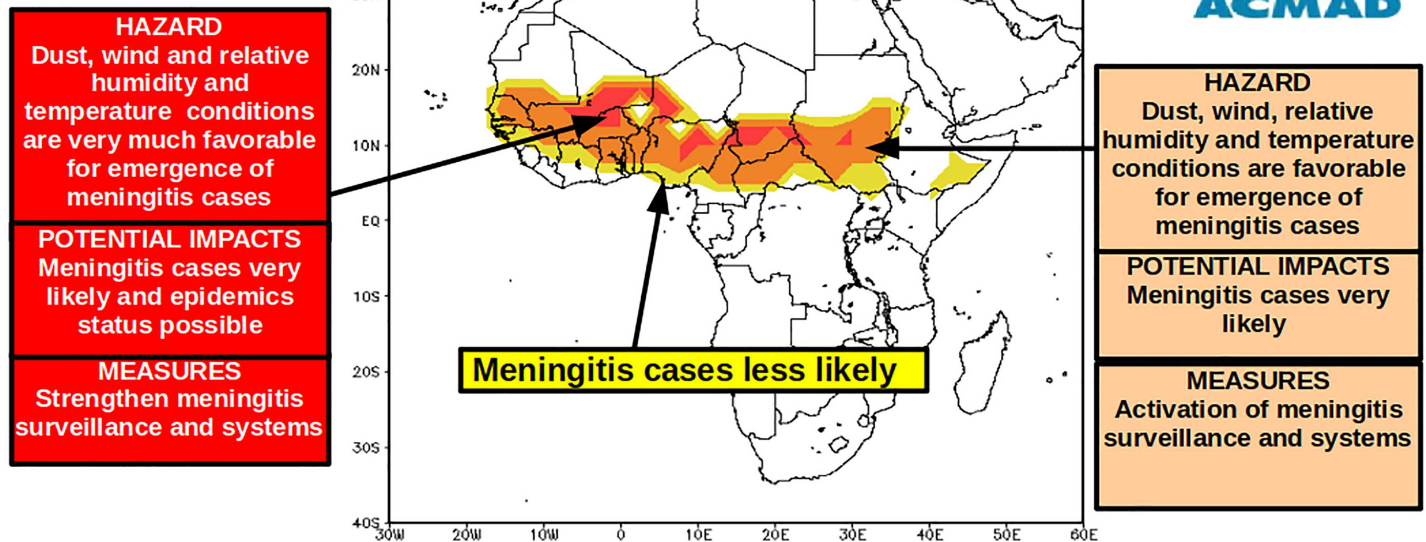 ACMAD
HAZARD
Dust, wind and relative
humidity and
temperature conditions
are very much favorable
for emergence of
meningitis cases
POTENTIAL IMPACTS
Meningitis cases very
likely and epidemics
status possible
MEASURES
Strengthen meningitis
surveillance and systems
20N
10N
EQ
10S
20S
30S
40S
30W
20W
10W
0
10E
20E
30E
40E
50E
60E
Meningitis cases less likely
HAZARD
Dust, wind, relative
humidity and temperature
conditions are favorable
for emergence of
meningitis cases
POTENTIAL IMPACTS
Meningitis cases very
likely
MEASURES
Activation of meningitis
surveillance and systems